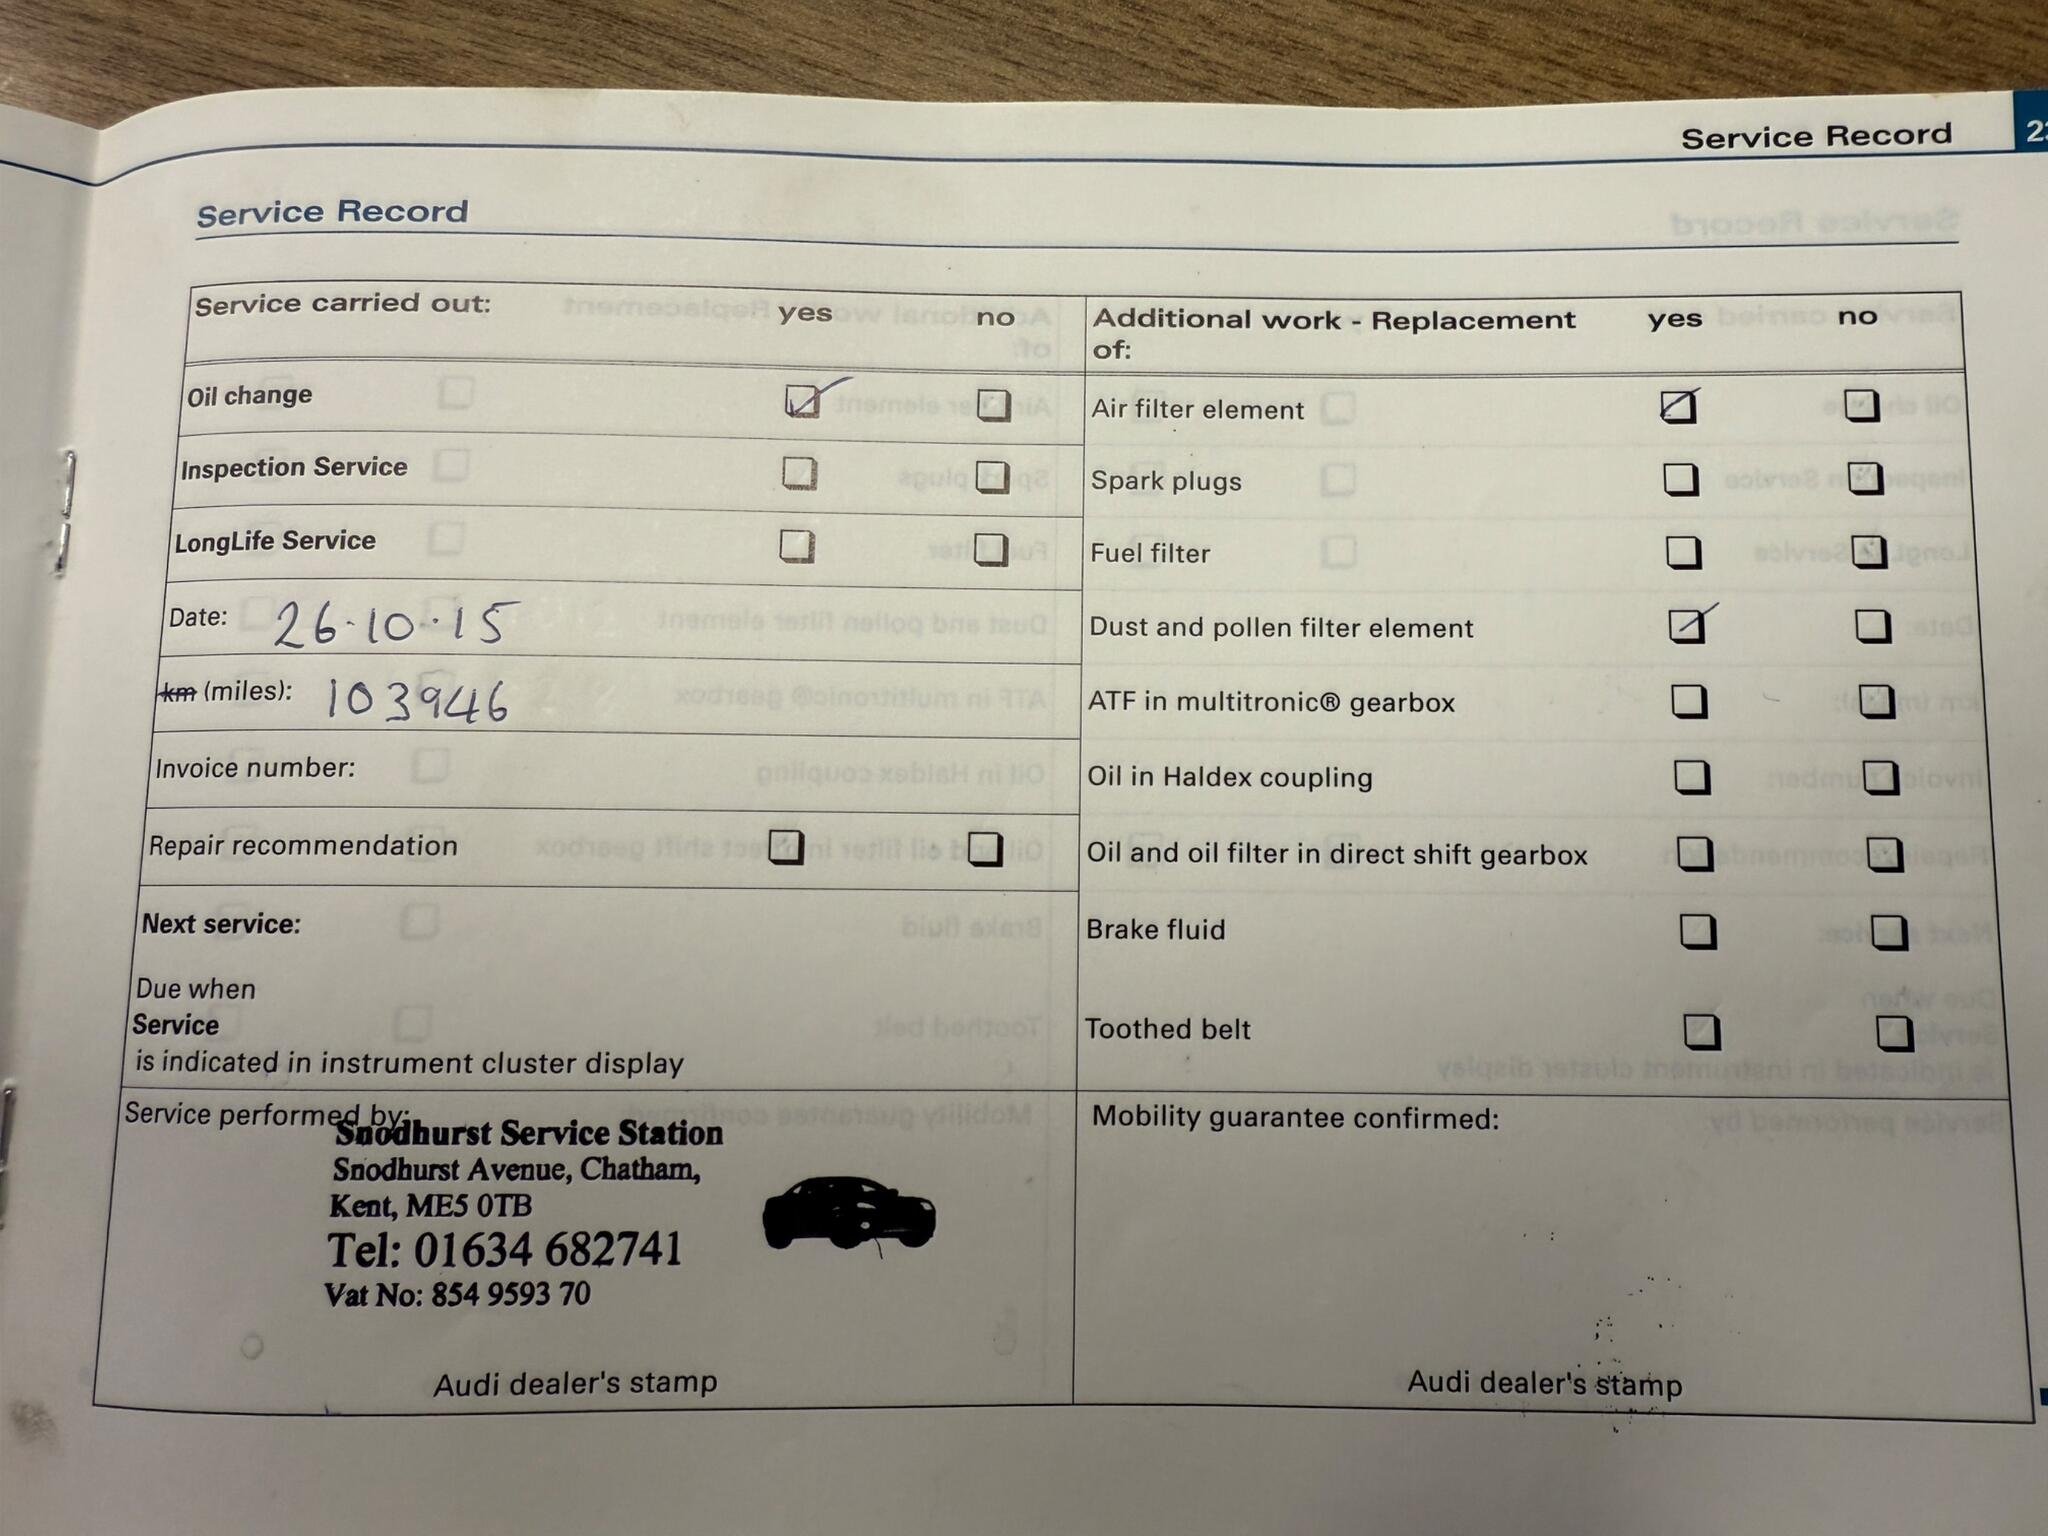 Service Record
Service Record
Service carried out: yes no
Oil change
Inspection Service
LongLife Service
Date: 26·10·15
km (miles): 103946
Invoice number:
Repair recommendation
Next service:
Due when
Service
is indicated in instrument cluster display
Service performed by:
Snodhurst Service Station
Snodhurst Avenue, Chatham,
Kent, ME5 0TB
Tel: 01634 682741
Vat No: 854 9593 70
Audi dealer's stamp
Additional work - Replacement yes no
of:
Air filter element
Spark plugs
Fuel filter
Dust and pollen filter element
ATF in multitronic® gearbox
Oil in Haldex coupling
Oil and oil filter in direct shift gearbox
Brake fluid
Toothed belt
Mobility guarantee confirmed:
Audi dealer's stamp